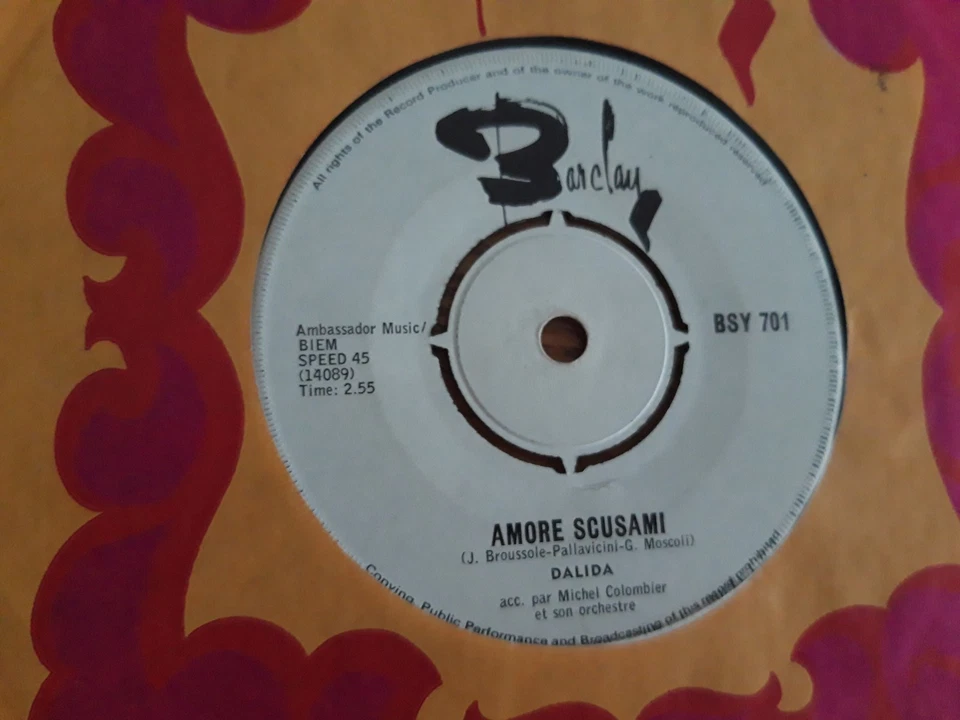 All rights of the Record Producer and of the owner of the work reproduced reserved
Barclay
Ambassador Music/
BIEM
SPEED 45
(14089)
Time: 2.55
BSY 701
AMORE SCUSAMI
(J. Broussole-Pallavicini-G. Moscoli)
DALIDA
acc. par Michel Colombier
et son orchestre
Copying, Public Performance and Broadcasting of this record prohibited